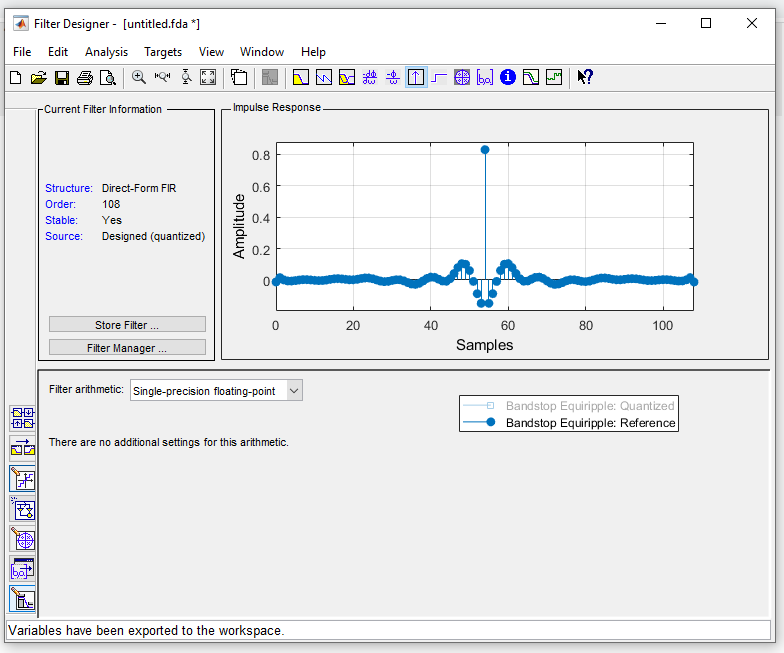 Filter Designer - [untitled.fda *]
File Edit Analysis Targets View Window Help
Current Filter Information
Structure: Direct-Form FIR
Order: 108
Stable: Yes
Source: Designed (quantized)
Store Filter ...
Filter Manager ...
Impulse Response
0.8
0.6
0.4
0.2
0
Amplitude
0 20 40 60 80 100
Samples
Filter arithmetic: Single-precision floating-point
There are no additional settings for this arithmetic.
Bandstop Equiripple: Quantized
Bandstop Equiripple: Reference
Variables have been exported to the workspace.